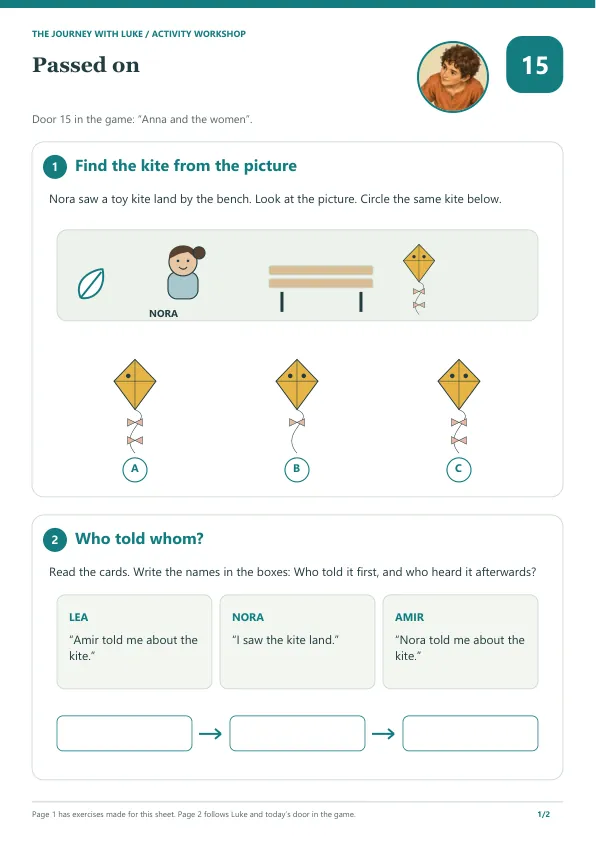 THE JOURNEY WITH LUKE / ACTIVITY WORKSHOP
Passed on
15
Door 15 in the game: “Anna and the women”.
1 Find the kite from the picture
Nora saw a toy kite land by the bench. Look at the picture. Circle the same kite below.
NORA
A B C
2 Who told whom?
Read the cards. Write the names in the boxes: Who told it first, and who heard it afterwards?
LEA
“Amir told me about the
kite.”
NORA
“I saw the kite land.”
AMIR
“Nora told me about the
kite.”
Page 1 has exercises made for this sheet. Page 2 follows Luke and today’s door in the game.
1/2